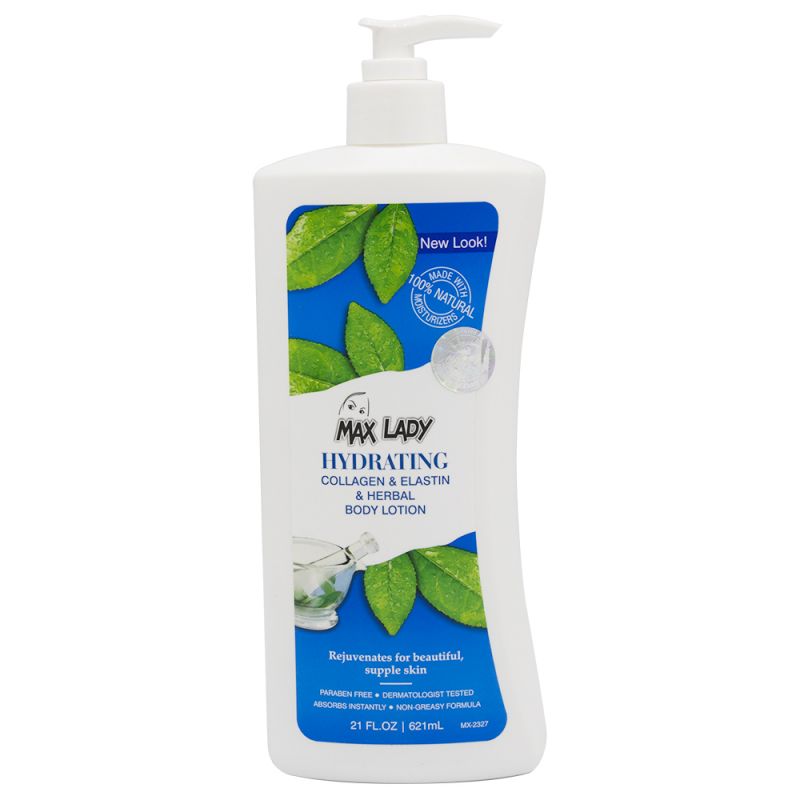 New Look!
MADE WITH
100% NATURAL
MOISTURIZERS
MAX LADY
HYDRATING
COLLAGEN & ELASTIN
& HERBAL
BODY LOTION
Rejuvenates for beautiful,
supple skin
PARABEN FREE ● DERMATOLOGIST TESTED
ABSORBS INSTANTLY ● NON-GREASY FORMULA
21 FL.OZ | 621mL MX-2327